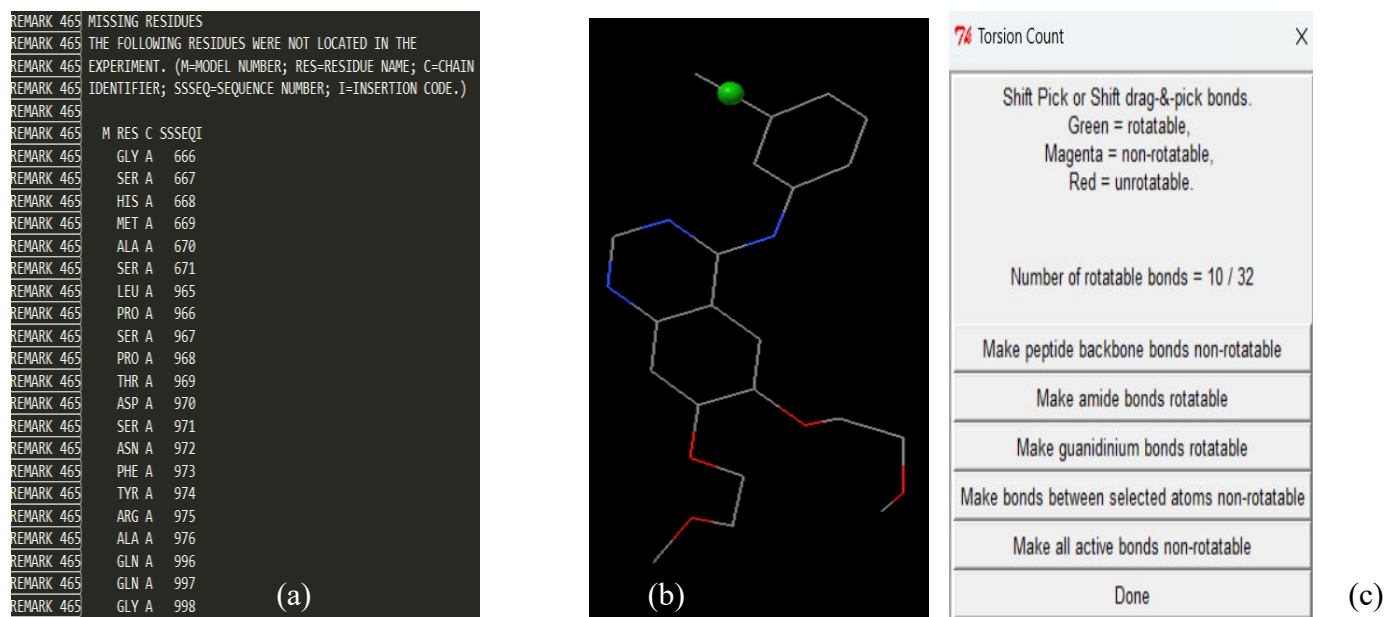 REMARK 465 MISSING RESIDUES
REMARK 465 THE FOLLOWING RESIDUES WERE NOT LOCATED IN THE
REMARK 465 EXPERIMENT. (M=MODEL NUMBER; RES=RESIDUE NAME; C=CHAIN
REMARK 465 IDENTIFIER; SSSEQ=SEQUENCE NUMBER; I=INSERTION CODE.)
REMARK 465
REMARK 465 M RES C SSSEQI
REMARK 465 GLY A 666
REMARK 465 SER A 667
REMARK 465 HIS A 668
REMARK 465 MET A 669
REMARK 465 ALA A 670
REMARK 465 SER A 671
REMARK 465 LEU A 965
REMARK 465 PRO A 966
REMARK 465 SER A 967
REMARK 465 PRO A 968
REMARK 465 THR A 969
REMARK 465 ASP A 970
REMARK 465 SER A 971
REMARK 465 ASN A 972
REMARK 465 PHE A 973
REMARK 465 TYR A 974
REMARK 465 ARG A 975
REMARK 465 ALA A 976
REMARK 465 GLN A 996
REMARK 465 GLN A 997
REMARK 465 GLY A 998
(a)
(b)
Torsion Count X
Shift Pick or Shift drag-&-pick bonds.
Green = rotatable,
Magenta = non-rotatable,
Red = unrotatable.
Number of rotatable bonds = 10 / 32
Make peptide backbone bonds non-rotatable
Make amide bonds rotatable
Make guanidinium bonds rotatable
Make bonds between selected atoms non-rotatable
Make all active bonds non-rotatable
Done
(c)